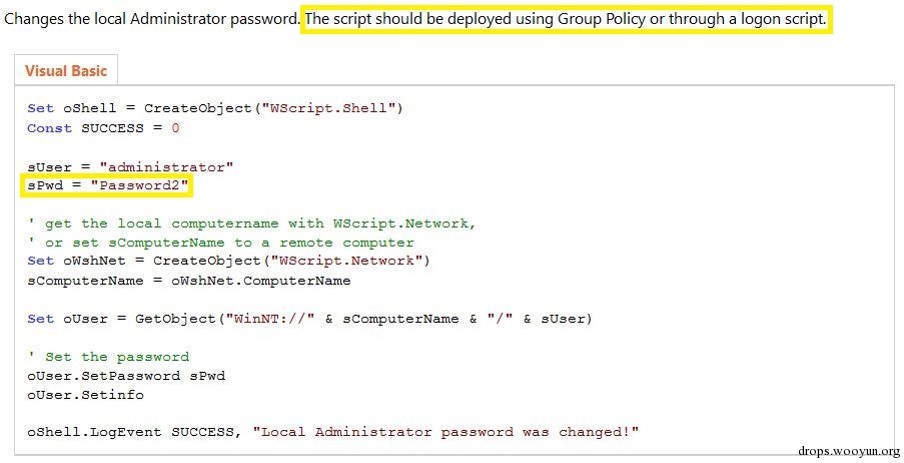 Changes the local Administrator password. The script should be deployed using Group Policy or through a logon script.
Visual Basic
Set oShell = CreateObject("WScript.Shell")
Const SUCCESS = 0
sUser = "administrator"
sPwd = "Password2"
' get the local computername with WScript.Network,
' or set sComputerName to a remote computer
Set oWshNet = CreateObject("WScript.Network")
sComputerName = oWshNet.ComputerName
Set oUser = GetObject("WinNT://" & sComputerName & "/" & sUser)
' Set the password
oUser.SetPassword sPwd
oUser.Setinfo
oShell.LogEvent SUCCESS, "Local Administrator password was changed!"
drops.wooyun.org